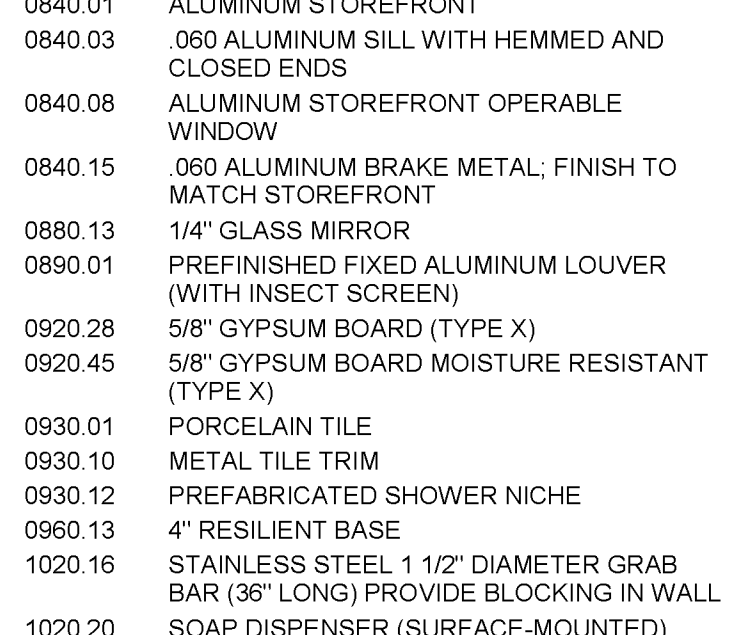 0840.01 ALUMINUM STOREFRONT
0840.03 .060 ALUMINUM SILL WITH HEMMED AND
CLOSED ENDS
0840.08 ALUMINUM STOREFRONT OPERABLE
WINDOW
0840.15 .060 ALUMINUM BRAKE METAL; FINISH TO
MATCH STOREFRONT
0880.13 1/4" GLASS MIRROR
0890.01 PREFINISHED FIXED ALUMINUM LOUVER
(WITH INSECT SCREEN)
0920.28 5/8" GYPSUM BOARD (TYPE X)
0920.45 5/8" GYPSUM BOARD MOISTURE RESISTANT
(TYPE X)
0930.01 PORCELAIN TILE
0930.10 METAL TILE TRIM
0930.12 PREFABRICATED SHOWER NICHE
0960.13 4" RESILIENT BASE
1020.16 STAINLESS STEEL 1 1/2" DIAMETER GRAB
BAR (36" LONG) PROVIDE BLOCKING IN WALL
1020.20 SOAP DISPENSER (SURFACE-MOUNTED)